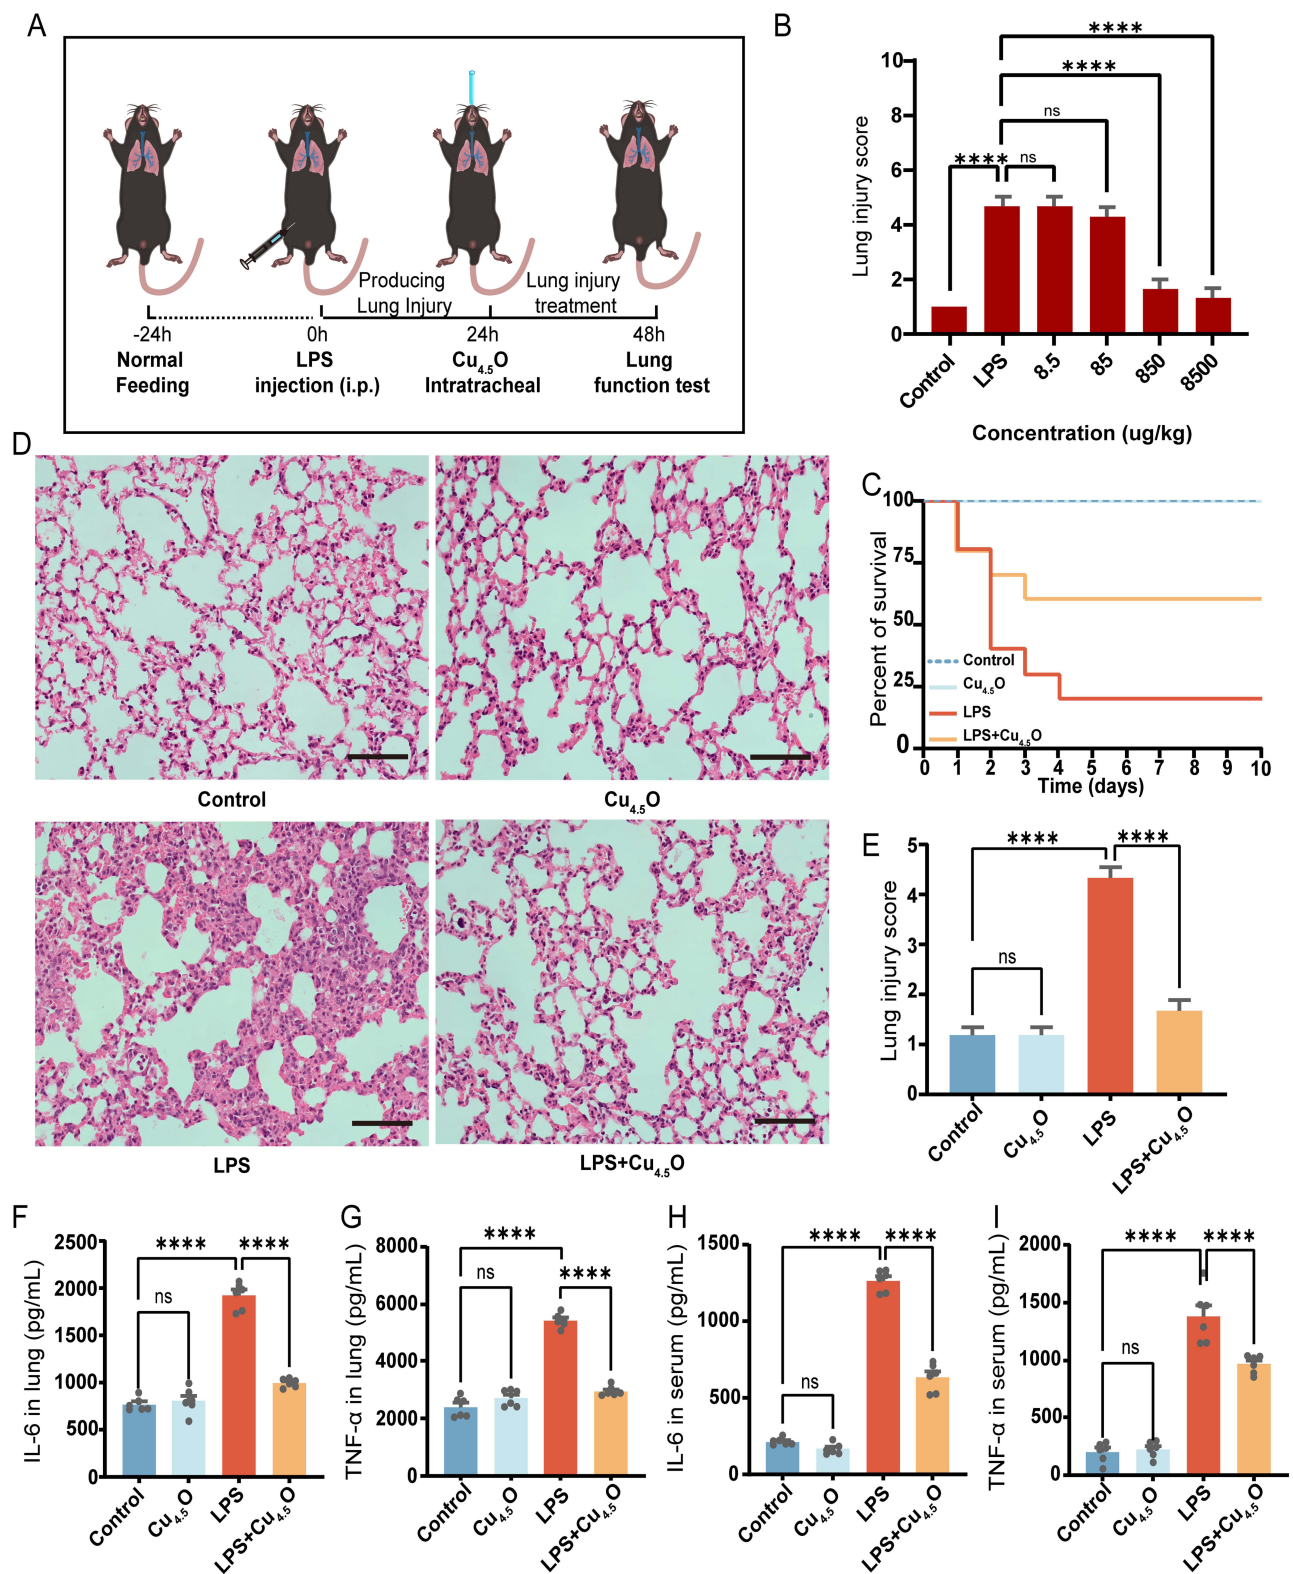 A
Producing
Lung Injury
Lung injury
treatment
-24h
0h
24h
48h
Normal
Feeding
LPS
injection (i.p.)
Cu4.5O
Intratracheal
Lung
function test
B
Lung injury score
10
8
6
4
2
0
****
****
ns
****
ns
Control
LPS
8.5
85
850
8500
Concentration (ug/kg)
D
Control
Cu4.5O
LPS
LPS+Cu4.5O
C
Percent of survival
100
75
50
25
0
Control
Cu4.5O
LPS
LPS+Cu4.5O
0 1 2 3 4 5 6 7 8 9 10
Time (days)
E
Lung injury score
5
4
3
2
1
0
****
****
ns
Control
Cu4.5O
LPS
LPS+Cu4.5O
F
IL-6 in lung (pg/mL)
2500
2000
1500
1000
500
0
****
****
ns
Control
Cu4.5O
LPS
LPS+Cu4.5O
G
TNF-α in lung (pg/mL)
8000
6000
4000
2000
0
****
****
ns
Control
Cu4.5O
LPS
LPS+Cu4.5O
H
IL-6 in serum (pg/mL)
1500
1000
500
0
****
****
ns
Control
Cu4.5O
LPS
LPS+Cu4.5O
I
TNF-α in serum (pg/mL)
2000
1500
1000
500
0
****
****
ns
Control
Cu4.5O
LPS
LPS+Cu4.5O